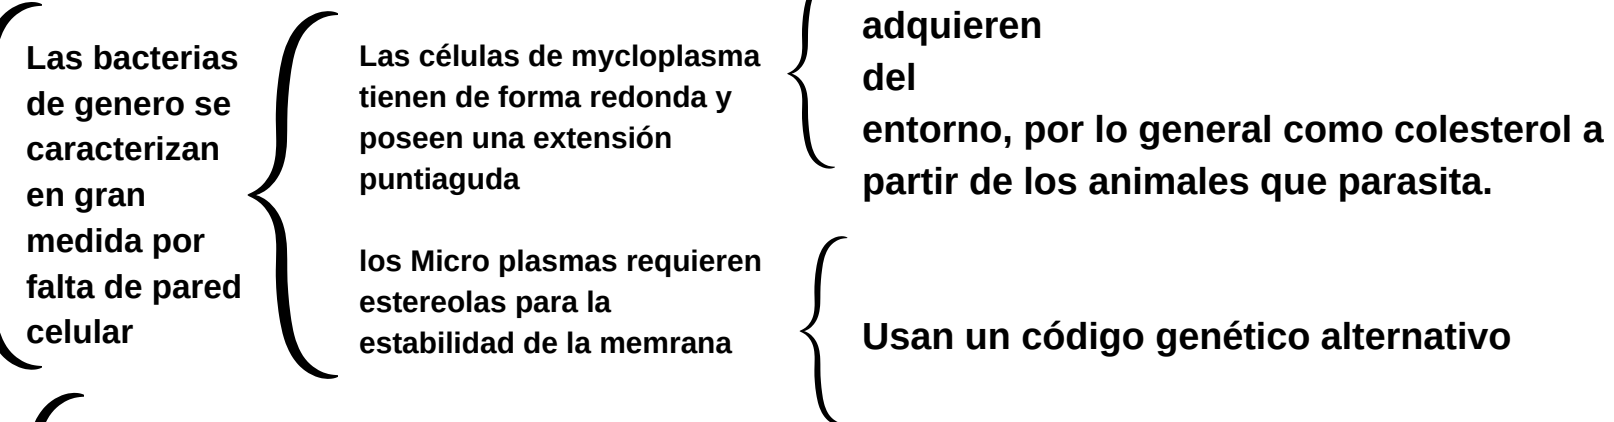 Las bacterias
de genero se
caracterizan
en gran
medida por
falta de pared
celular
Las células de mycloplasma
tienen de forma redonda y
poseen una extensión
puntiaguda
los Micro plasmas requieren
estereolas para la
estabilidad de la memrana
adquieren
del
entorno, por lo general como colesterol a
partir de los animales que parasita.
Usan un código genético alternativo